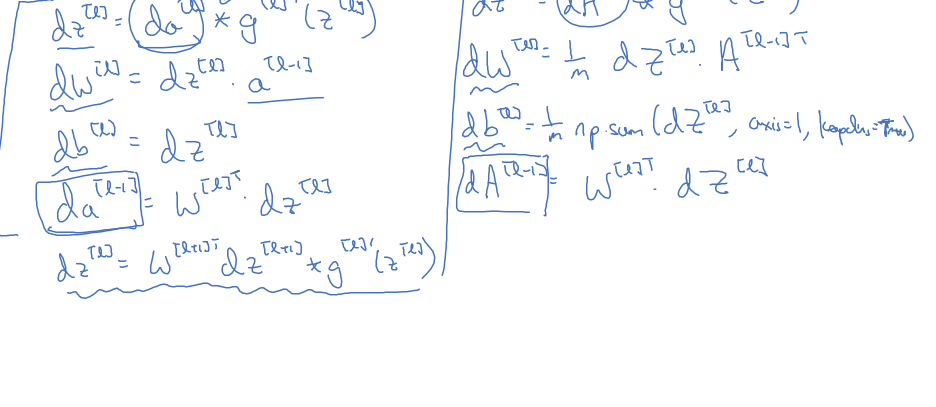 dz^[l] = da^[l] * g^[l]'(z^[l])
dw^[l] = dz^[l] · a^[l-1]
db^[l] = dz^[l]
da^[l-1] = W^[l]T · dz^[l]
dz^[l] = W^[l+1]T dz^[l+1] * g^[l]'(z^[l])
dZ = dA * g
dW^[l] = 1/m dZ^[l] · A^[l-1]T
db^[l] = 1/m np.sum(dZ^[l], axis=1, keepdims=True)
dA^[l-1] = W^[l]T · dZ^[l]